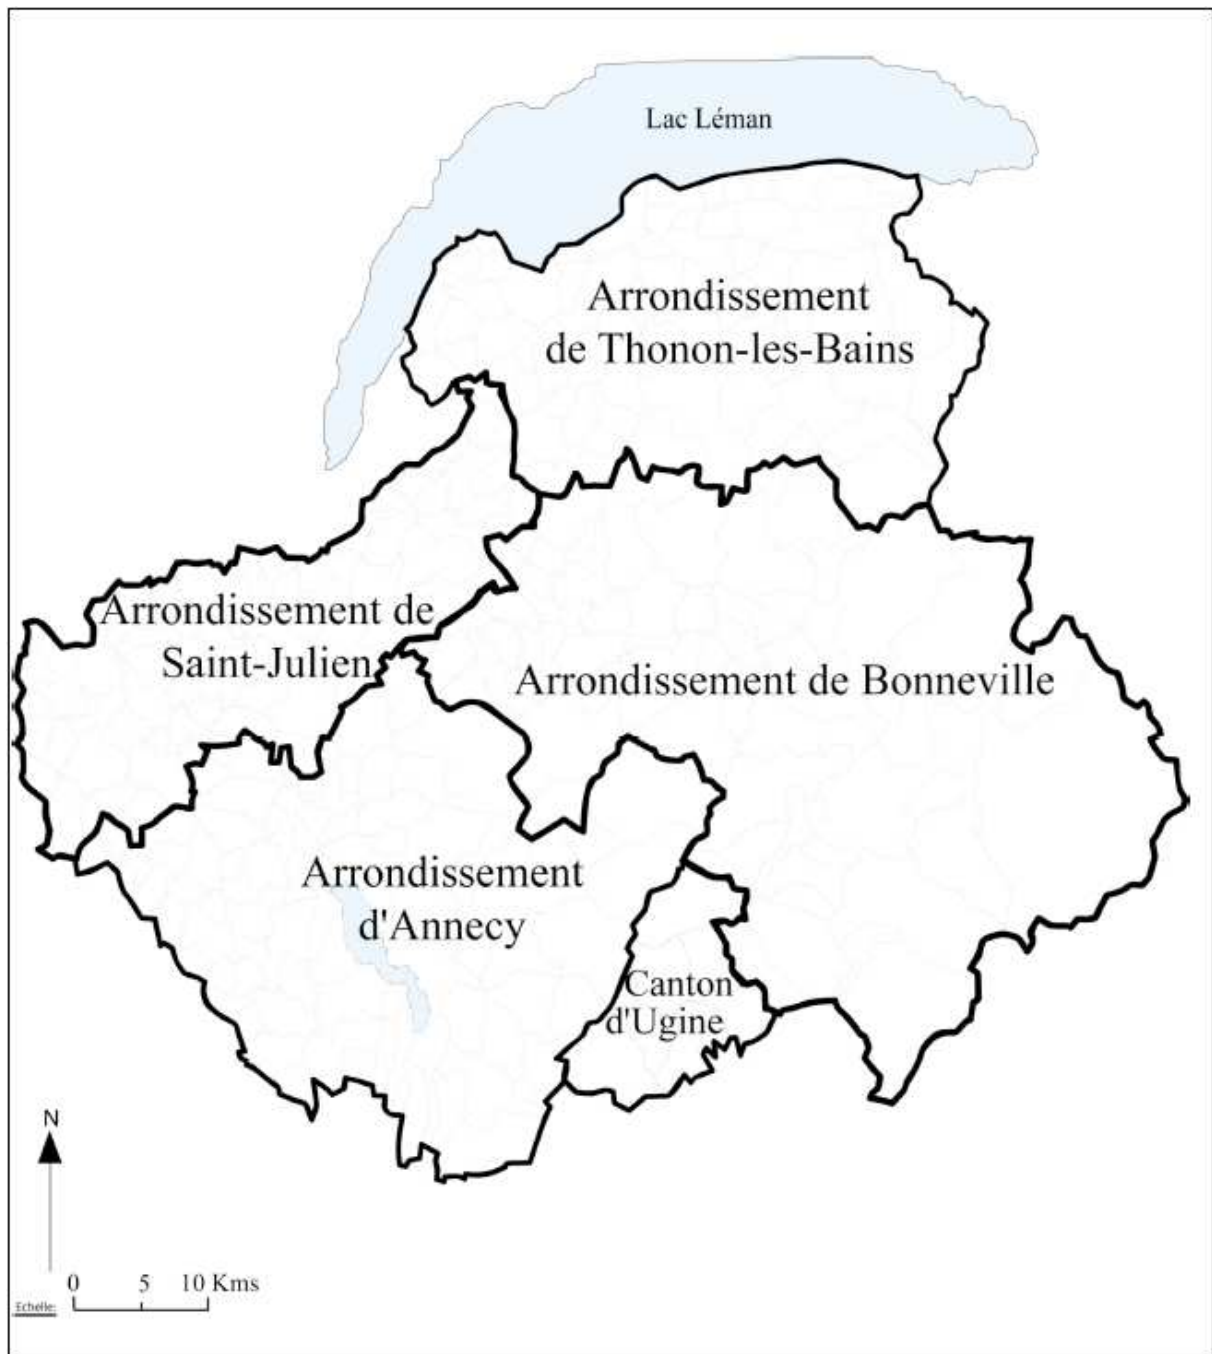 Lac Léman
Arrondissement
de Thonon-les-Bains
Arrondissement de
Saint-Julien
Arrondissement de Bonneville
Arrondissement
d'Annecy
Canton
d'Ugine
N
0 5 10 Kms
Echelle: